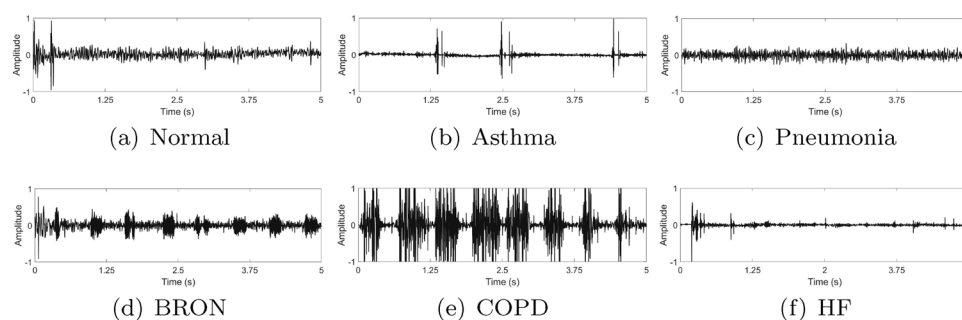 1
0
-1
Amplitude
0
1.25
2.5
3.75
5
Time (s)
(a) Normal
1
0
-1
Amplitude
0
1.25
2.5
3.75
5
Time (s)
(b) Asthma
1
0
-1
Amplitude
0
1.25
2.5
3.75
Time (s)
(c) Pneumonia
1
0
-1
Amplitude
0
1.25
2.5
3.75
5
Time (s)
(d) BRON
1
0
-1
Amplitude
0
1.25
2.5
3.75
5
Time (s)
(e) COPD
1
0
-1
Amplitude
0
1.25
2
3.75
Time (s)
(f) HF